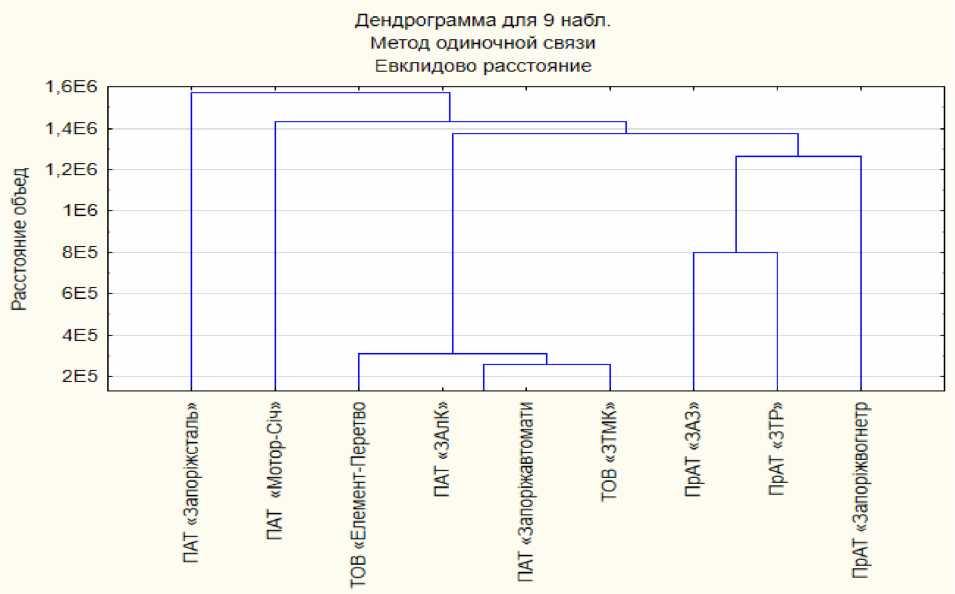 Дендрограмма для 9 набл.
Метод одиночной связи
Евклидово расстояние
Расстояние объед
1,6E6
1,4E6
1,2E6
1E6
8E5
6E5
4E5
2E5
ПАТ «Запоріжсталь»
ПАТ «Мотор-Січ»
ТОВ «Елемент-Перетво
ПАТ «ЗАлК»
ПАТ «Запоріжавтомати
ТОВ «ЗТМК»
ПрАТ «ЗАЗ»
ПрАТ «ЗТР»
ПрАТ «Запоріжвогнетр